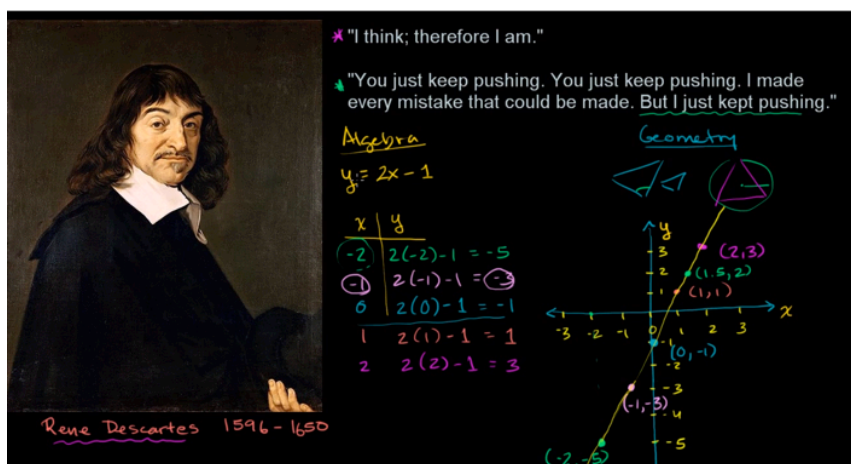 "I think; therefore I am."
"You just keep pushing. You just keep pushing. I made
every mistake that could be made. But I just kept pushing."
Algebra
y = 2x - 1
x y
-2 2(-2)-1 = -5
-1 2(-1)-1 = -3
0 2(0)-1 = -1
1 2(1)-1 = 1
2 2(2)-1 = 3
Geometry
y
3 (2,3)
2 (1.5, 2)
1 (1,1)
x
-3 -2 -1 0 1 2 3
-1 (0,-1)
-2
-3
(-1,-3)
-4
-5
(-2,-5)
Rene Descartes 1596-1650